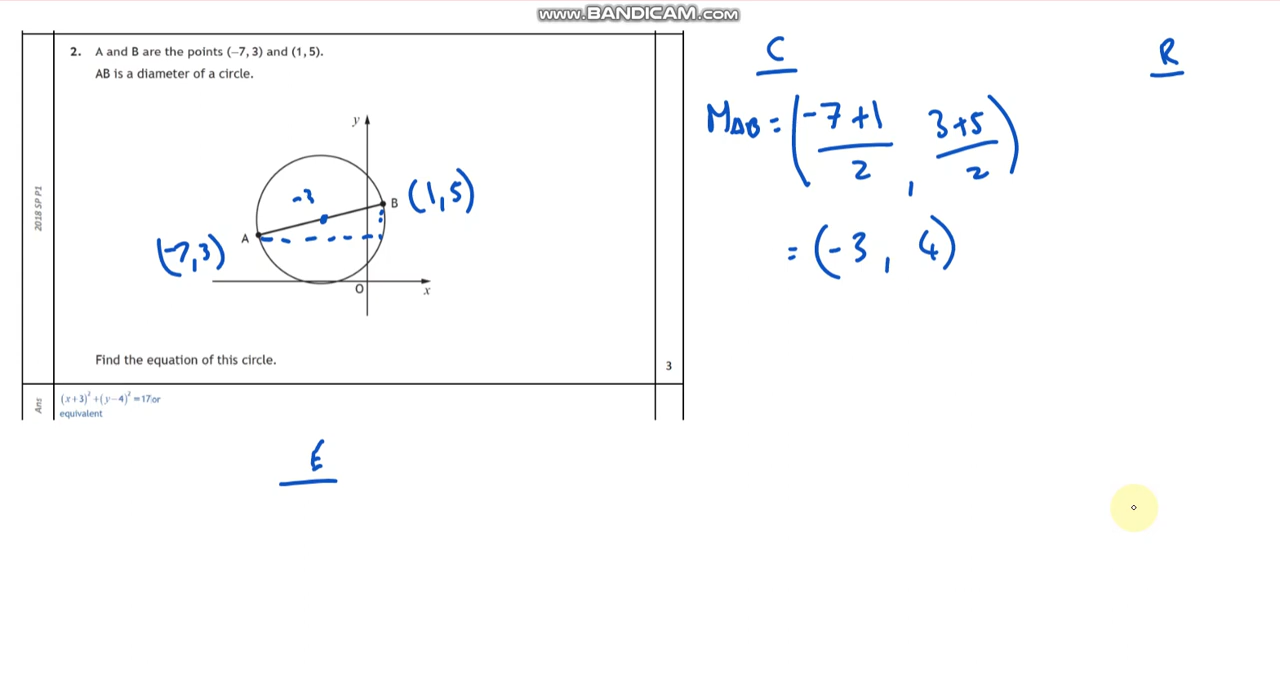 www.BANDICAM.com
2. A and B are the points (–7, 3) and (1, 5).
AB is a diameter of a circle.
2018 SP P1
y
B
(1,5)
-3
A
(-7,3)
O
x
Find the equation of this circle.
3
Ans
(x+3)² +(y−4)² =17 or
equivalent
C
R
M_AB = (-7+1/2 , 3+5/2)
= (-3, 4)
E